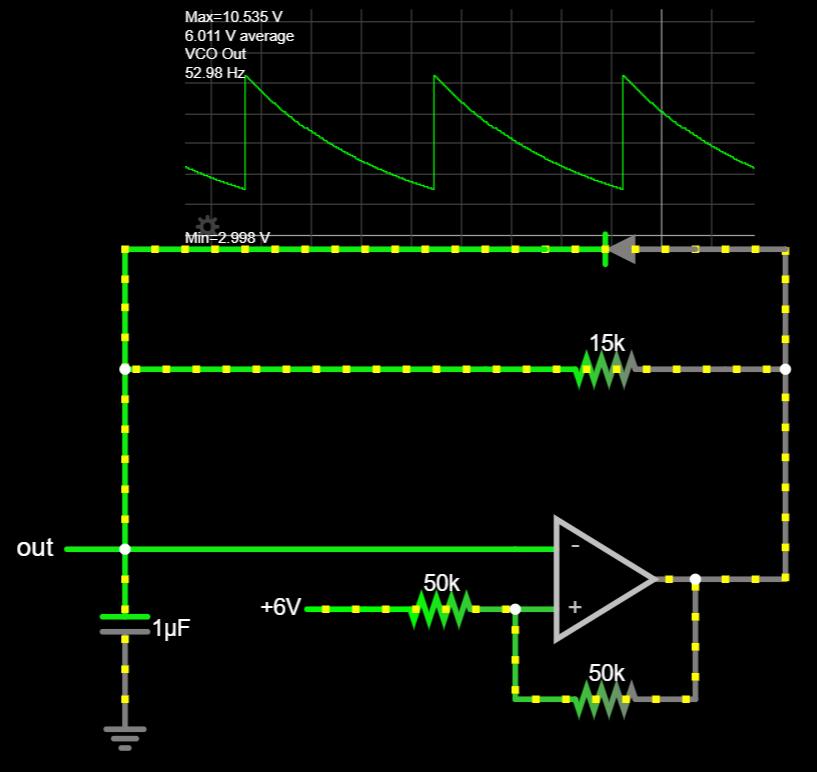 Max=10.535 V
6.011 V average
VCO Out
52.98 Hz
Min=2.998 V
15k
out
50k
+6V
-
+
1μF
50k